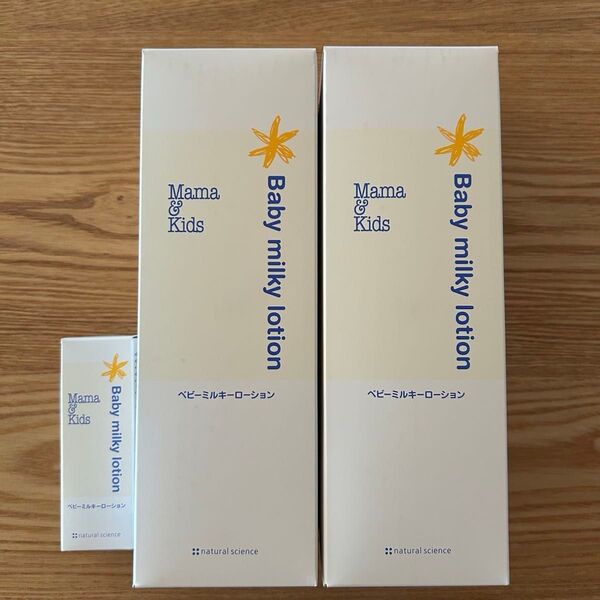 Mama
&
Kids
Baby milky lotion
ベビーミルキーローション
natural science
Mama
&
Kids
Baby milky lotion
ベビーミルキーローション
natural science
Mama
&
Kids
Baby milky lotion
ベビーミルキーローション
natural science